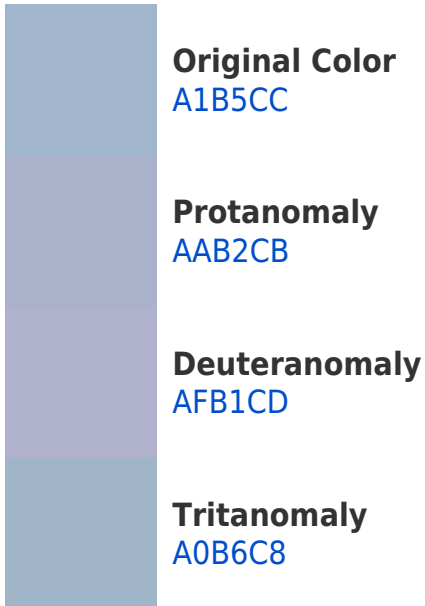 Original Color
A1B5CC
Protanomaly
AAB2CB
Deuteranomaly
AFB1CD
Tritanomaly
A0B6C8